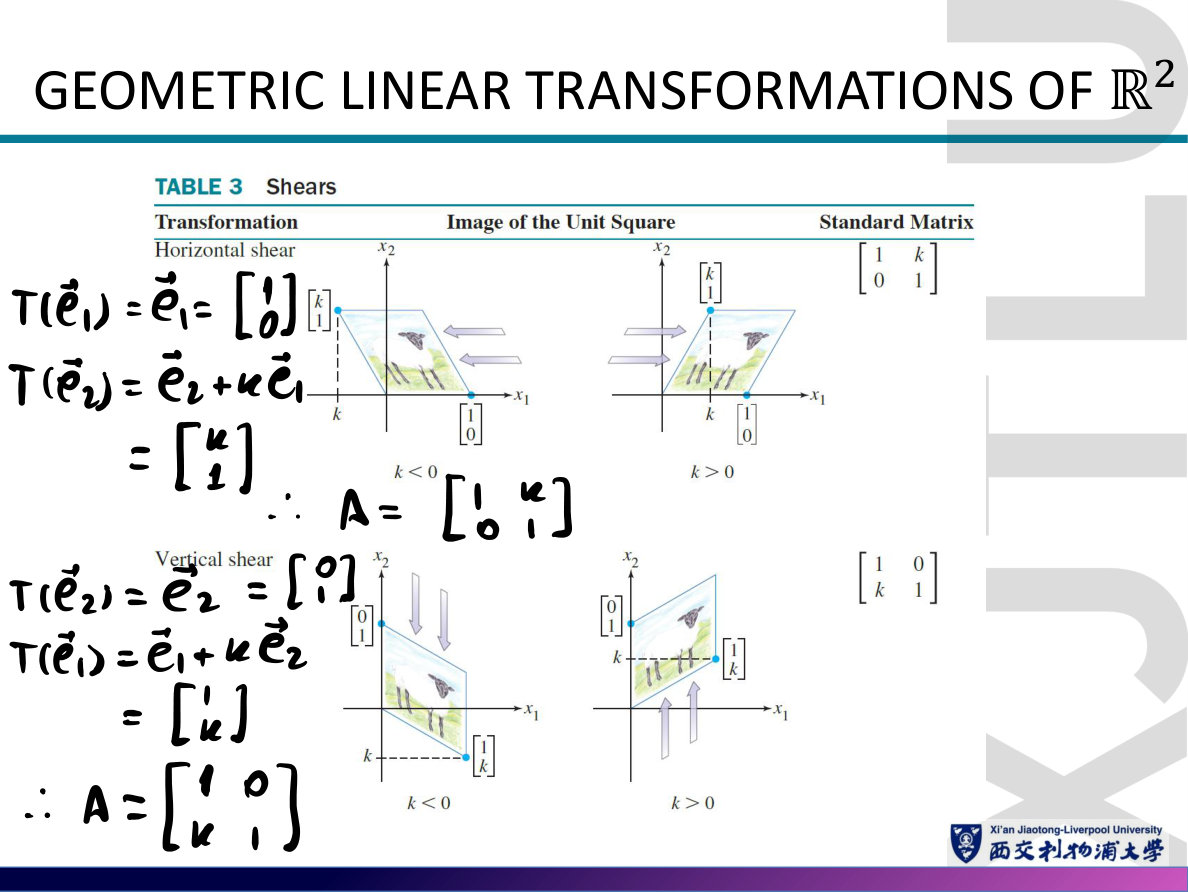 GEOMETRIC LINEAR TRANSFORMATIONS OF ℝ²
TABLE 3 Shears
Transformation Image of the Unit Square Standard Matrix
Horizontal shear
x₂ x₂
[1 k]
[0 1]
T(e⃗₁) = e⃗₁ = [1]
[0]
[k]
[1]
[k]
[1]
T(e⃗₂) = e⃗₂ + k e⃗₁
= [k]
[1]
x₁ x₁
k k
[1]
[0]
[1]
[0]
k < 0 k > 0
∴ A = [1 k]
[0 1]
Vertical shear
x₂ x₂
[1 0]
[k 1]
T(e⃗₂) = e⃗₂ = [0]
[1]
[0]
[1]
[0]
[1]
T(e⃗₁) = e⃗₁ + k e⃗₂
= [1]
[k]
k
[1]
[k]
x₁ x₁
k
[1]
[k]
k < 0 k > 0
∴ A = [1 0]
[k 1]
XJTLU
Xi'an Jiaotong-Liverpool University
西交利物浦大学